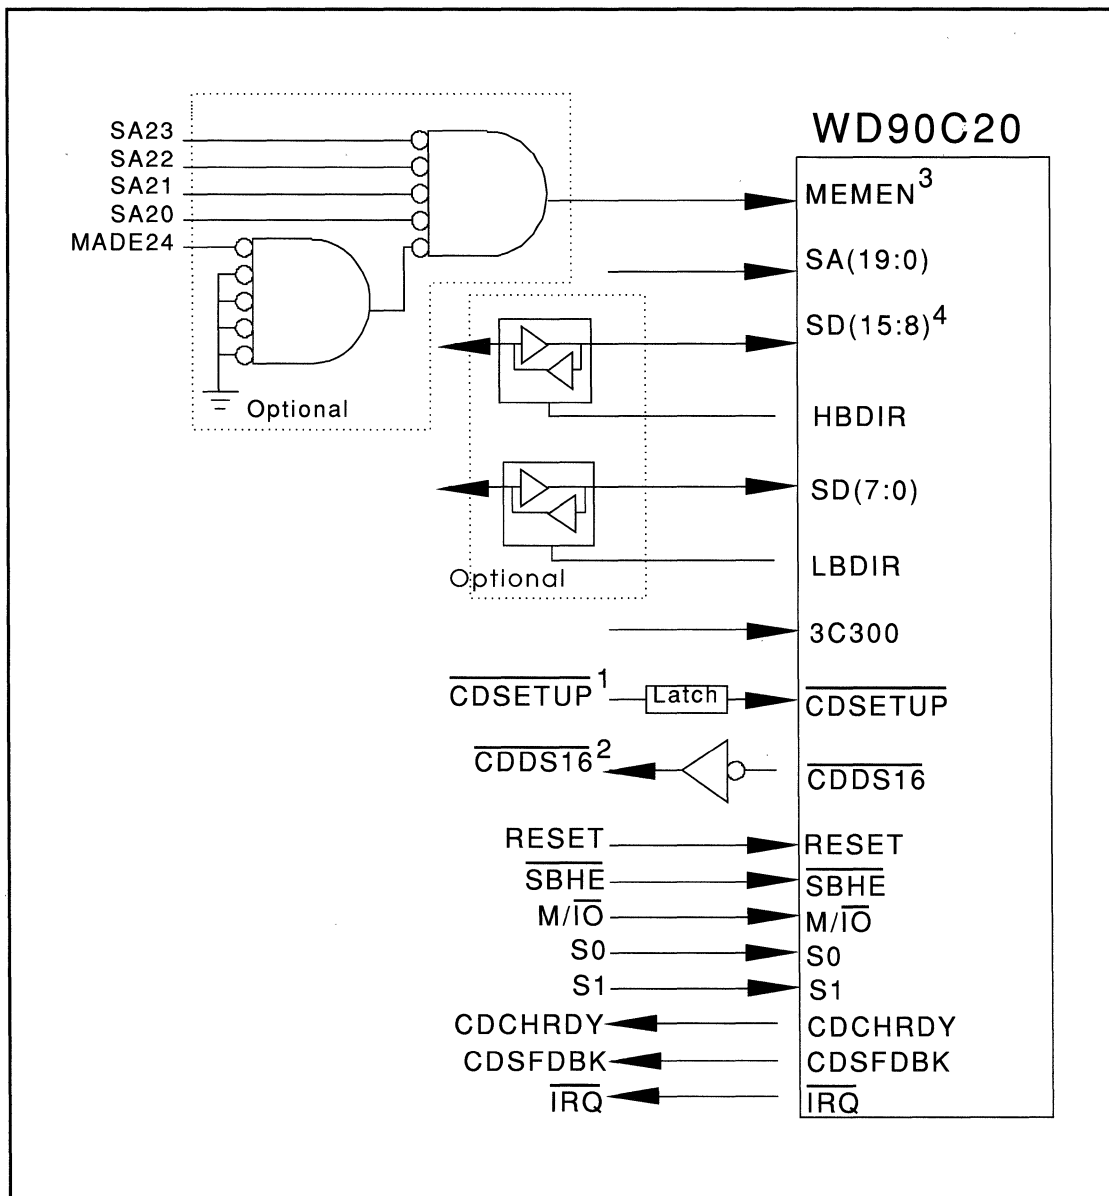 WD90C20
SA23
SA22
SA21
SA20
MADE24
Optional
MEMEN3
SA(19:0)
SD(15:8)4
HBDIR
SD(7:0)
LBDIR
Optional
3C300
CDSETUP1 Latch CDSETUP
CDDS162 CDDS16
RESET RESET
SBHE SBHE
M/IO M/IO
S0 S0
S1 S1
CDCHRDY CDCHRDY
CDSFDBK CDSFDBK
IRQ IRQ